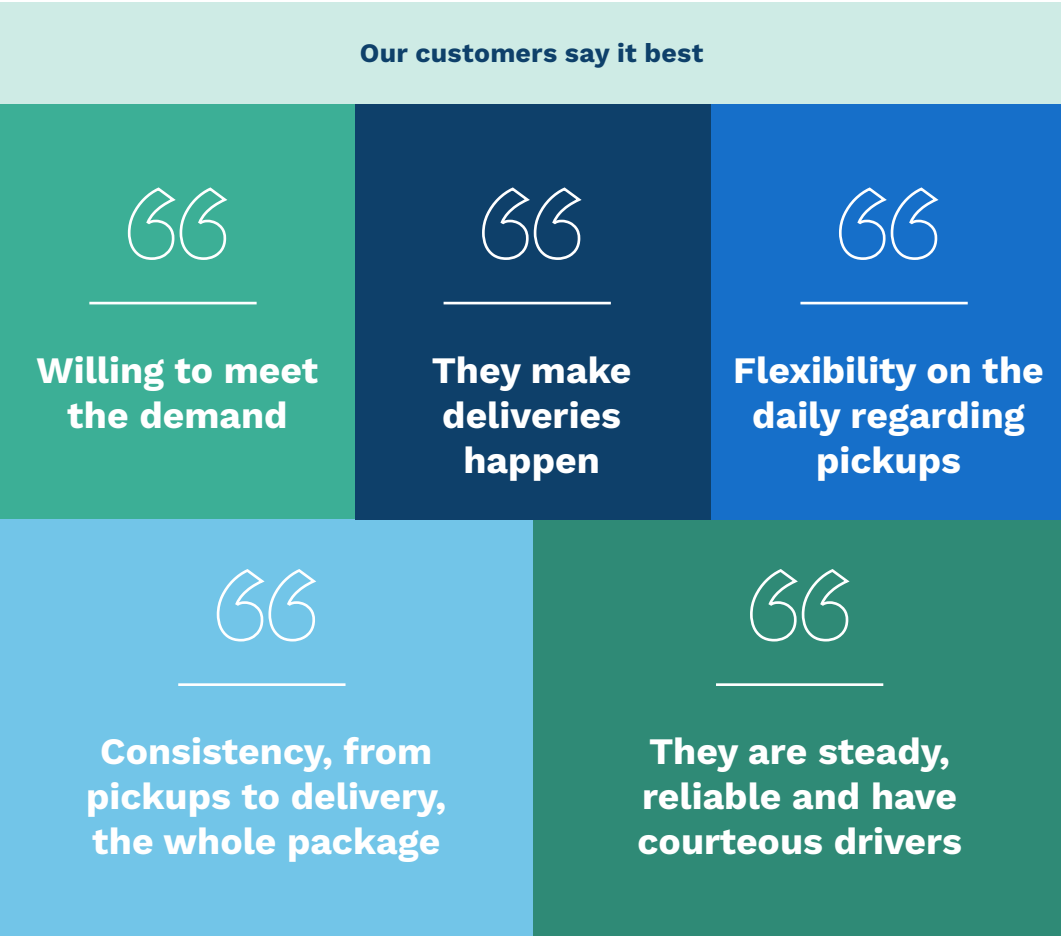 Our customers say it best
“
Willing to meet
the demand
“
They make
deliveries
happen
“
Flexibility on the
daily regarding
pickups
“
Consistency, from
pickups to delivery,
the whole package
“
They are steady,
reliable and have
courteous drivers